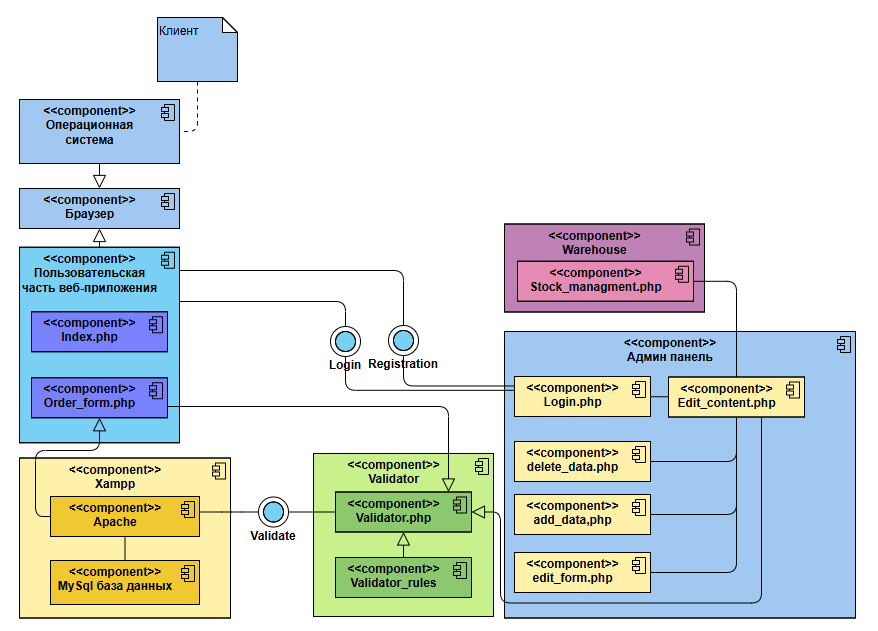 Клиент
<<component>>
Операционная
система
<<component>>
Браузер
<<component>>
Пользовательская
часть веб-приложения
<<component>>
Index.php
<<component>>
Order_form.php
<<component>>
Xampp
<<component>>
Apache
<<component>>
MySql база данных
Login
Registration
Validate
<<component>>
Validator
<<component>>
Validator.php
<<component>>
Validator_rules
<<component>>
Warehouse
<<component>>
Stock_managment.php
<<component>>
Админ панель
<<component>>
Login.php
<<component>>
Edit_content.php
<<component>>
delete_data.php
<<component>>
add_data,php
<<component>>
edit_form.php